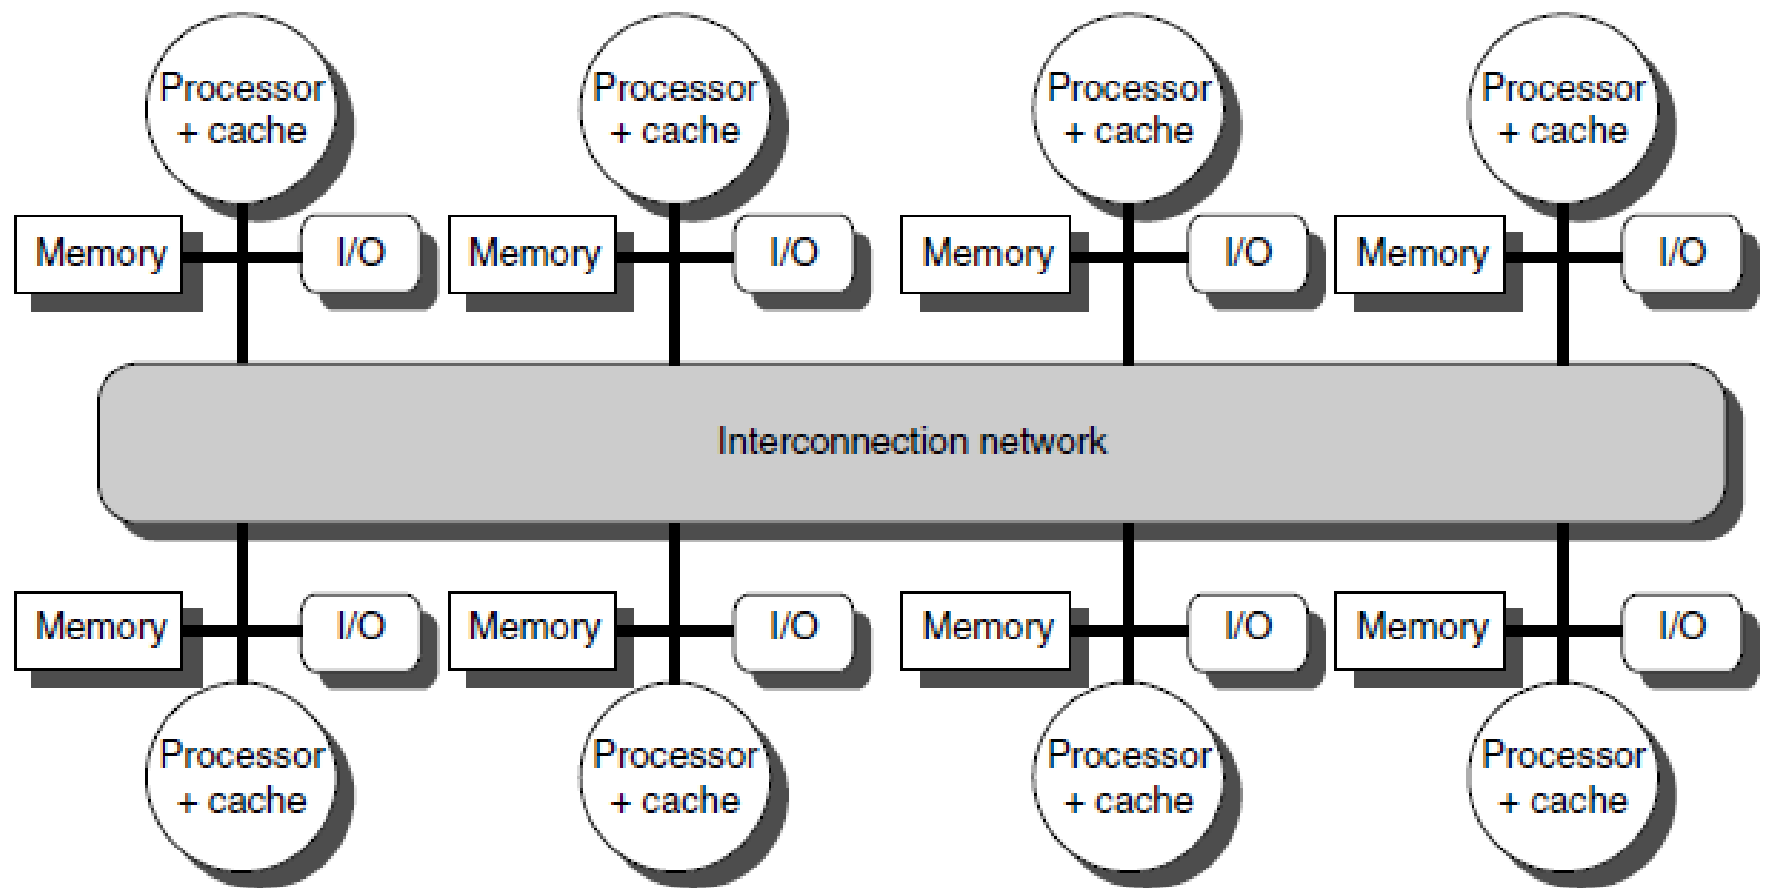 Processor
+ cache
Processor
+ cache
Processor
+ cache
Processor
+ cache
Memory
I/O
Memory
I/O
Memory
I/O
Memory
I/O
Interconnection network
Memory
I/O
Memory
I/O
Memory
I/O
Memory
I/O
Processor
+ cache
Processor
+ cache
Processor
+ cache
Processor
+ cache